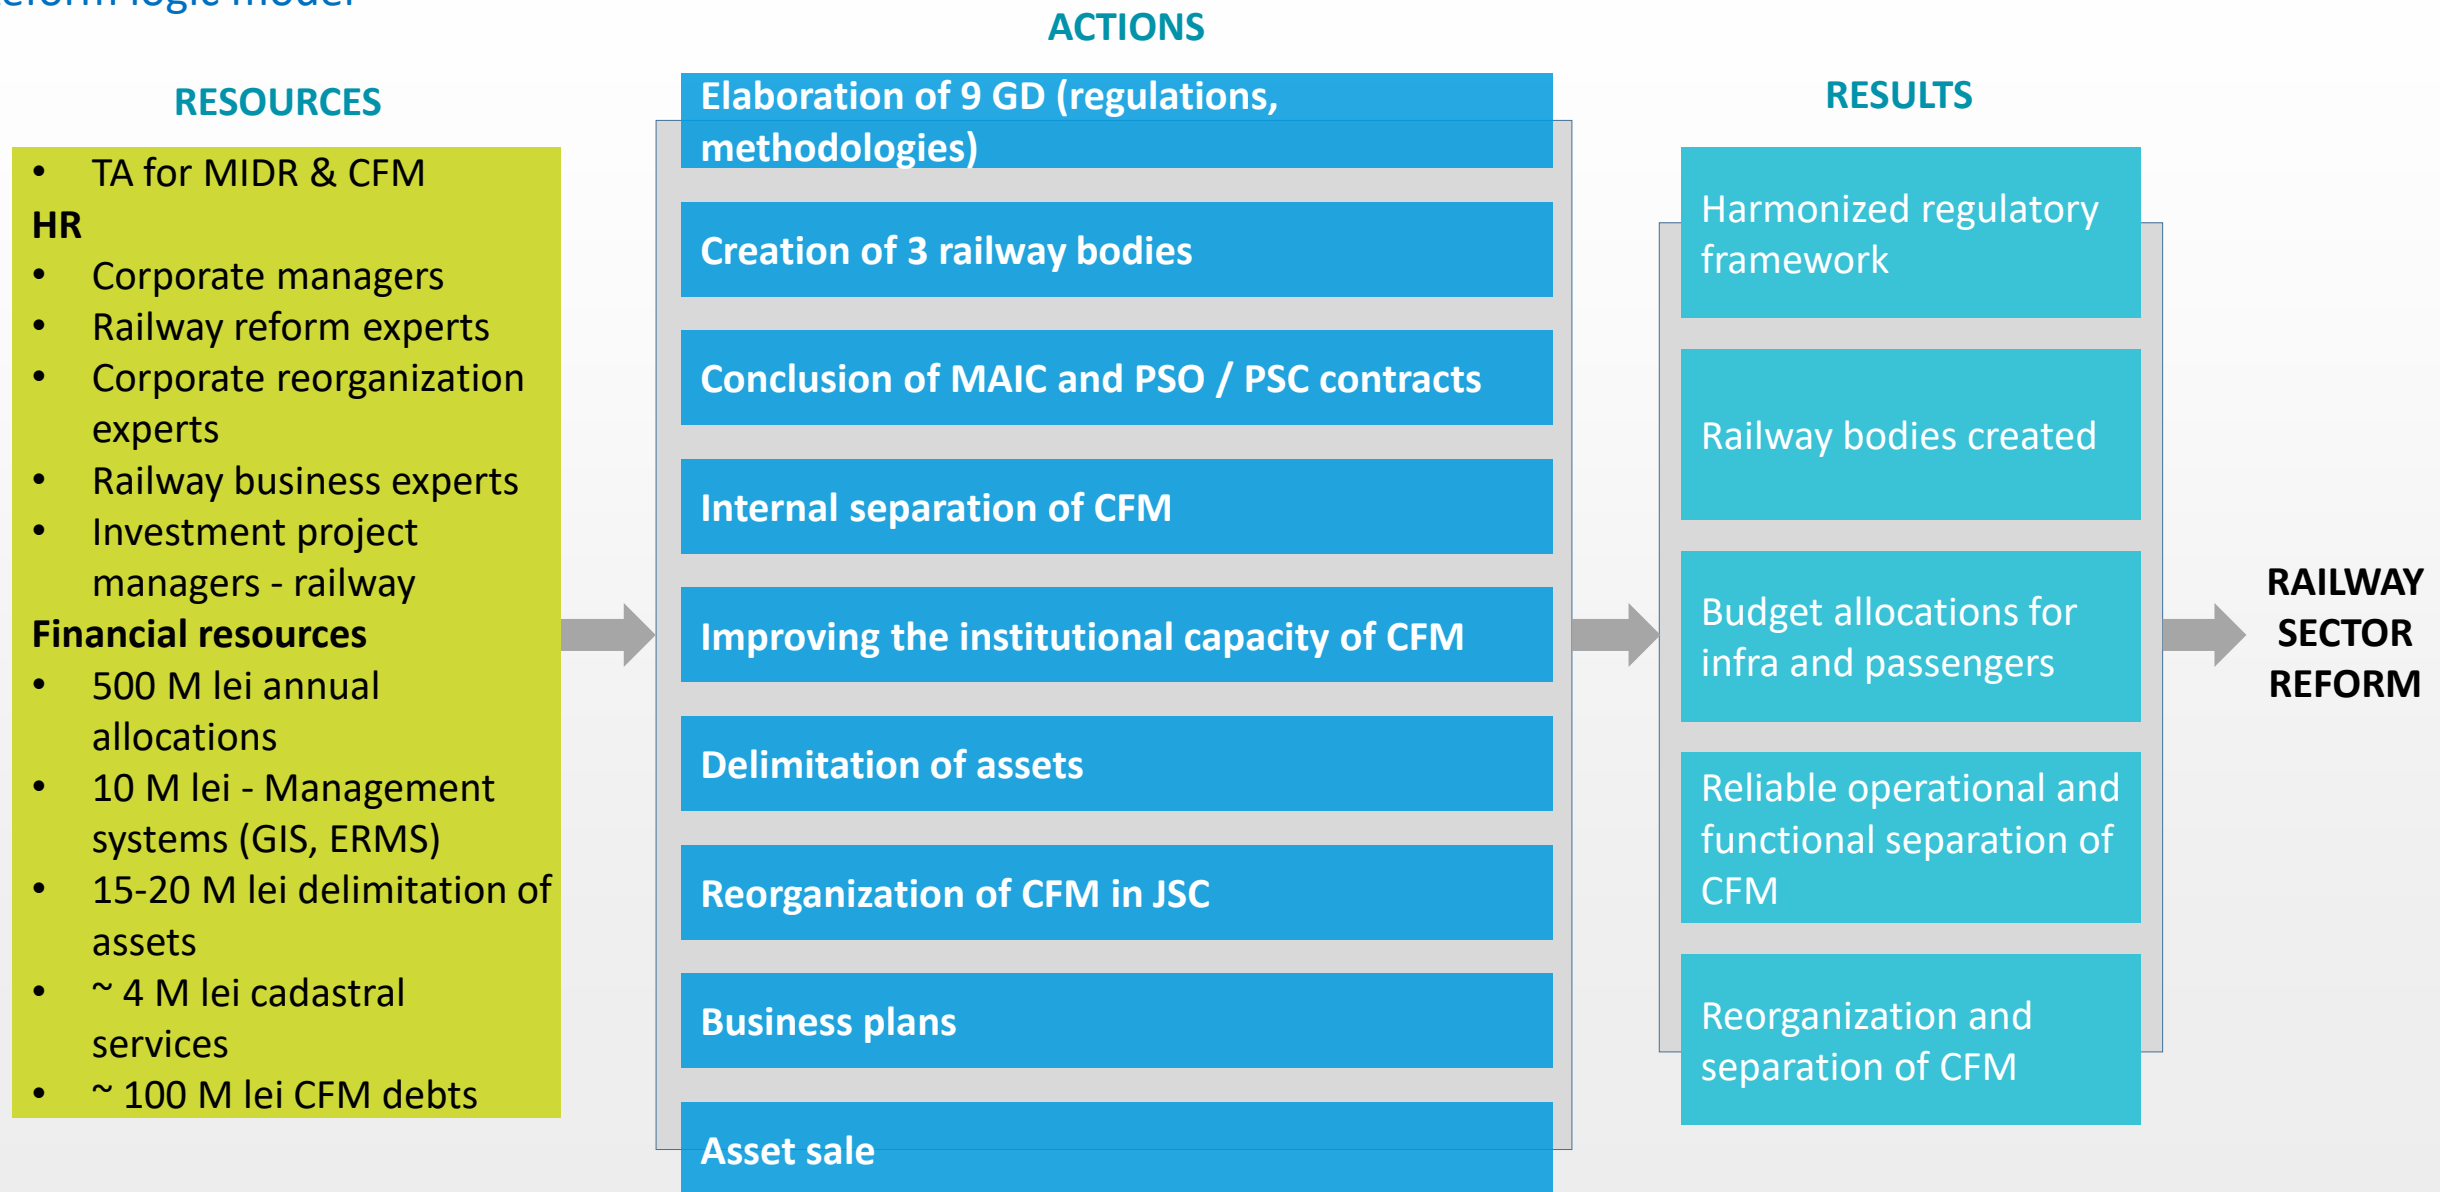 logic model
ACTIONS
RESOURCES
• TA for MIDR & CFM
HR
• Corporate managers
• Railway reform experts
• Corporate reorganization
experts
• Railway business experts
• Investment project
managers - railway
Financial resources
• 500 M lei annual
allocations
• 10 M lei - Management
systems (GIS, ERMS)
• 15-20 M lei delimitation of
assets
• ~ 4 M lei cadastral
services
• ~ 100 M lei CFM debts
Elaboration of 9 GD (regulations,
methodologies)
Creation of 3 railway bodies
Conclusion of MAIC and PSO / PSC contracts
Internal separation of CFM
Improving the institutional capacity of CFM
Delimitation of assets
Reorganization of CFM in JSC
Business plans
Asset sale
RESULTS
Harmonized regulatory
framework
Railway bodies created
Budget allocations for
infra and passengers
Reliable operational and
functional separation of
CFM
Reorganization and
separation of CFM
RAILWAY
SECTOR
REFORM